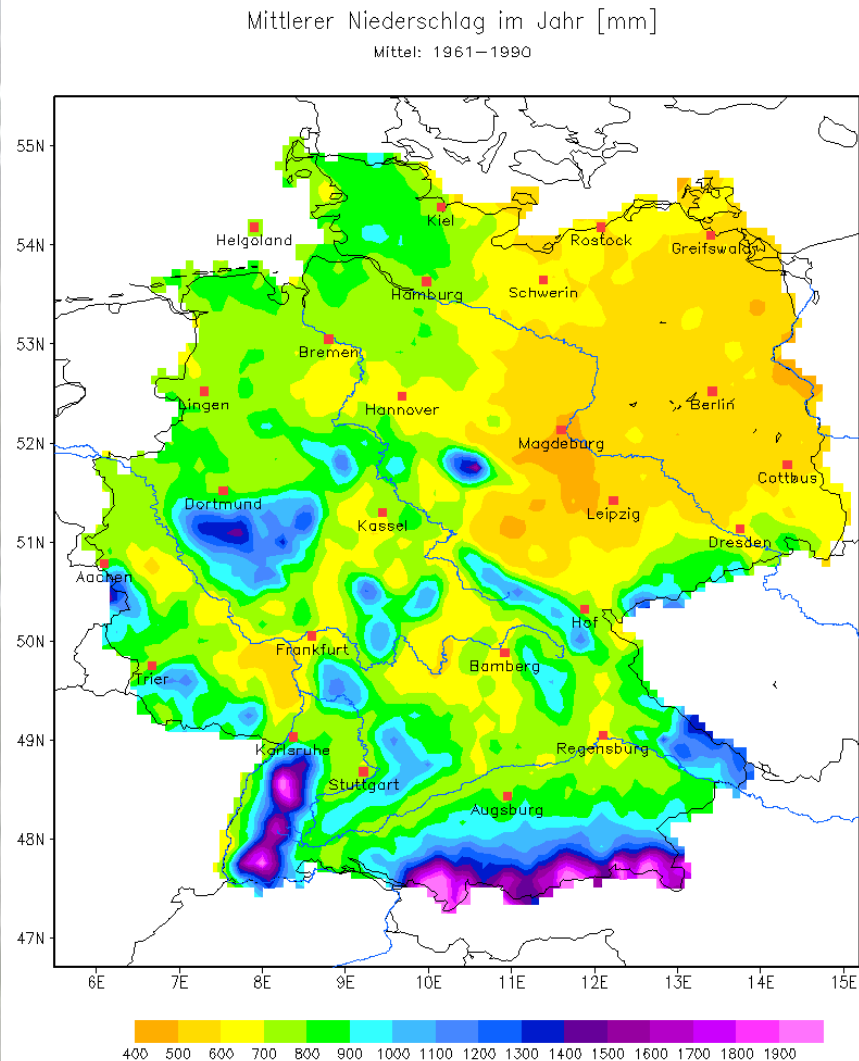 Mittlerer Niederschlag im Jahr [mm]
Mittel: 1961–1990
55N
54N
53N
52N
51N
50N
49N
48N
47N
Kiel
Helgoland
Rostock
Greifswald
Hamburg
Schwerin
Bremen
Lingen
Hannover
Berlin
Magdeburg
Dortmund
Cottbus
Kassel
Leipzig
Dresden
Aachen
Hof
Frankfurt
Bamberg
Trier
Karlsruhe
Regensburg
Stuttgart
Augsburg
6E 7E 8E 9E 10E 11E 12E 13E 14E 15E
400 500 600 700 800 900 1000 1100 1200 1300 1400 1500 1600 1700 1800 1900